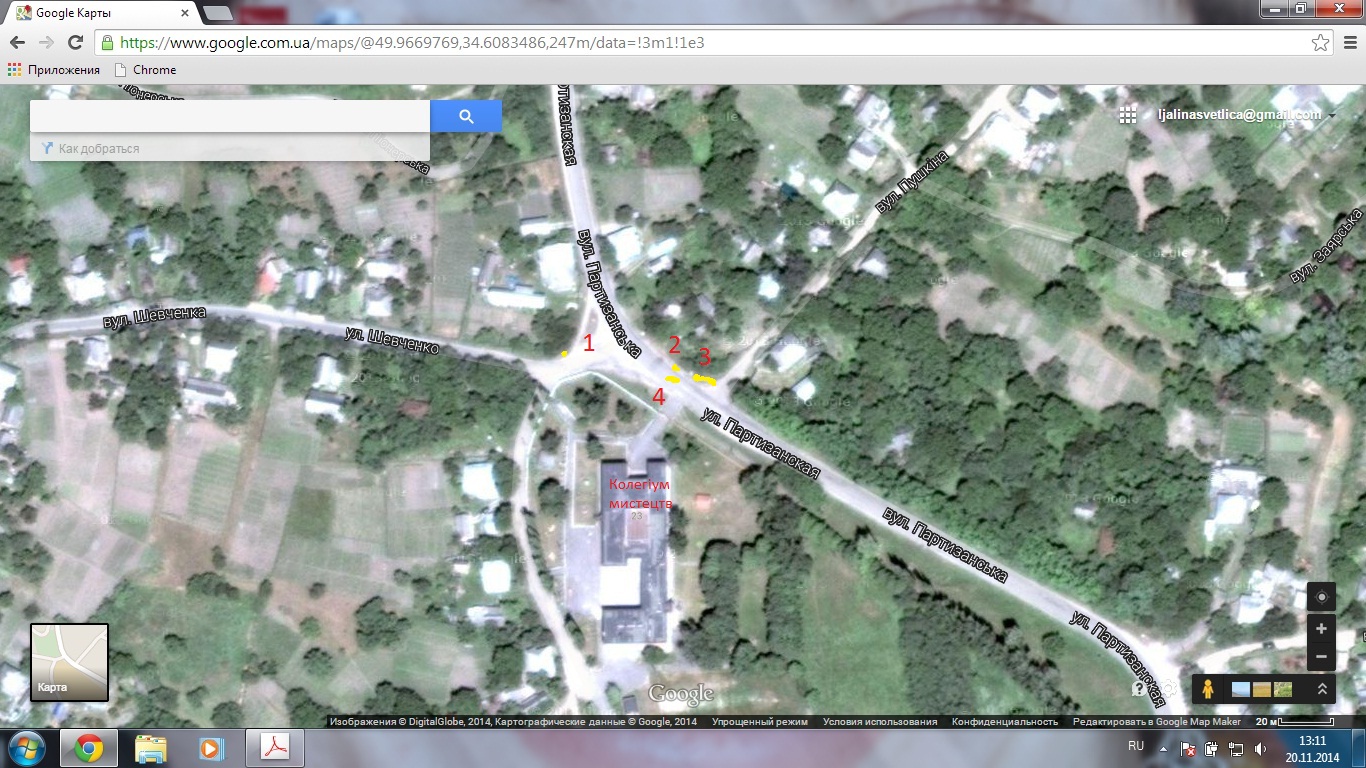 Google Карты
https://www.google.com.ua/maps/@49.9669769,34.6083486,247m/data=!3m1!1e3
Приложения
Chrome
ljalinasvetlica@gmail.com
Как добраться
вул. Пушкіна
вул. Заярська
вул. Партизанська
вул. Шевченка
ул. Шевченко
1
2
3
4
ул. Партизанская
Колегіум
мистецтв
23
вул. Партизанська
ул. Партизанская
Карта
Google
Изображения © DigitalGlobe, 2014, Картографические данные © Google, 2014
Упрощенный режим
Условия использования
Конфиденциальность
Редактировать в Google Map Maker
20 м
RU
13:11
20.11.2014